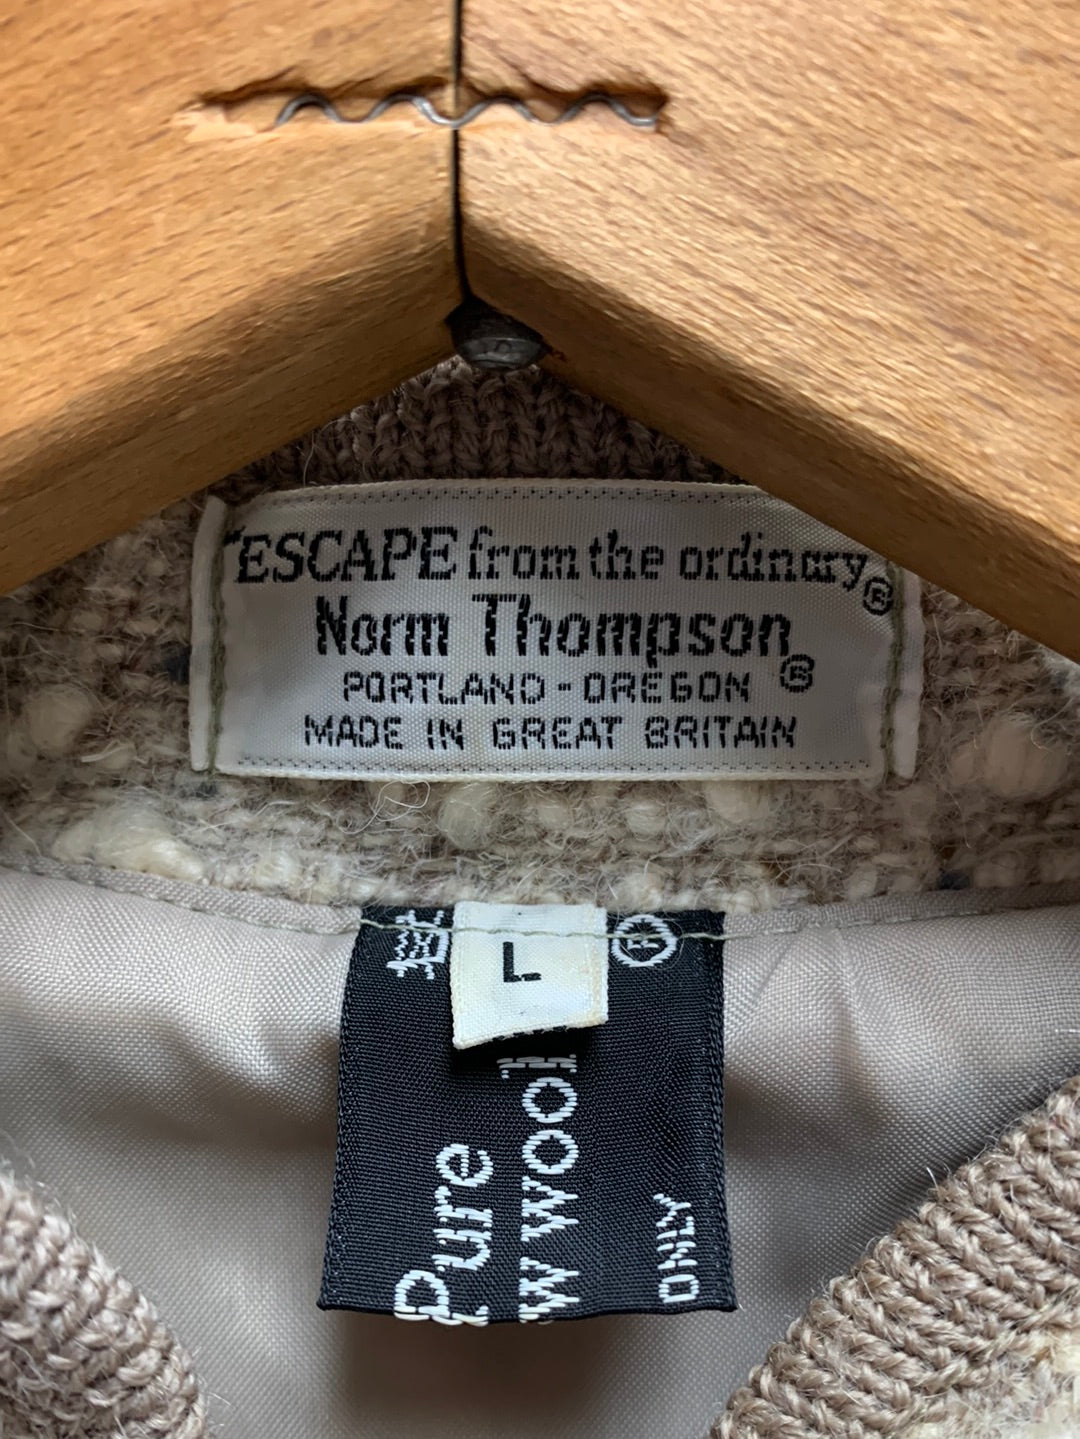 "ESCAPE from the ordinary®
Norm Thompson®
PORTLAND - OREGON
MADE IN GREAT BRITAIN
L
Pure
w wool
ONLY